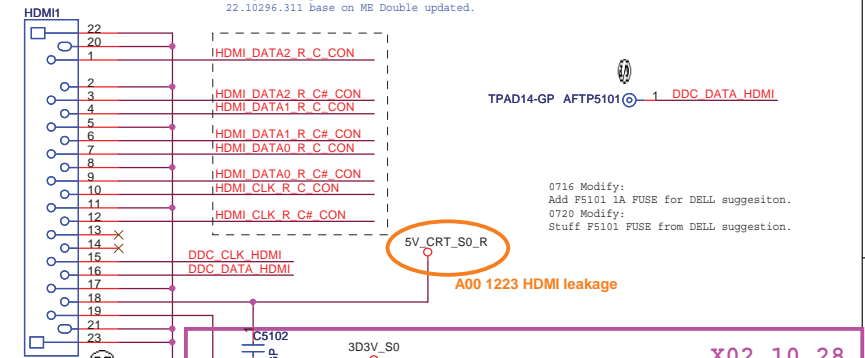 22.10296.311 base on ME Double updated.
HDMI1
22
20
1 HDMI_DATA2_R_C_CON
2
3 HDMI_DATA2_R_C#_CON
4 HDMI_DATA1_R_C_CON
5
6 HDMI_DATA1_R_C#_CON
7 HDMI_DATA0_R_C_CON
8
9 HDMI_DATA0_R_C#_CON
10 HDMI_CLK_R_C_CON
11
12 HDMI_CLK_R_C#_CON
13
14
15 DDC_CLK_HDMI
16 DDC_DATA_HDMI
17
18
19
21
23
TPAD14-GP AFTP5101 1 DDC_DATA_HDMI
0716 Modify:
Add F5101 1A FUSE for DELL suggesiton.
0720 Modify:
Stuff F5101 FUSE from DELL suggestion.
5V_CRT_S0_R
A00 1223 HDMI leakage
C5102
1
3D3V_S0
X02 10 28